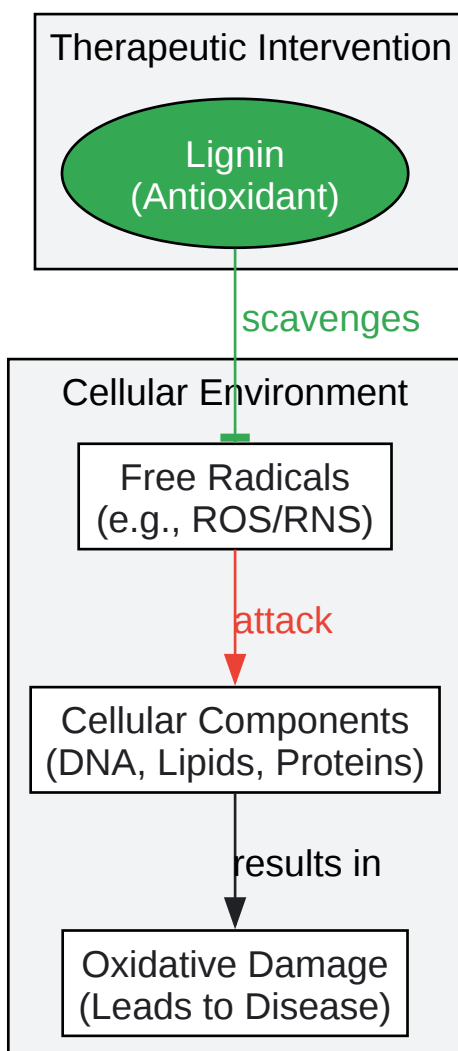 Therapeutic Intervention
Lignin
(Antioxidant)
scavenges
Cellular Environment
Free Radicals
(e.g., ROS/RNS)
attack
Cellular Components
(DNA, Lipids, Proteins)
results in
Oxidative Damage
(Leads to Disease)